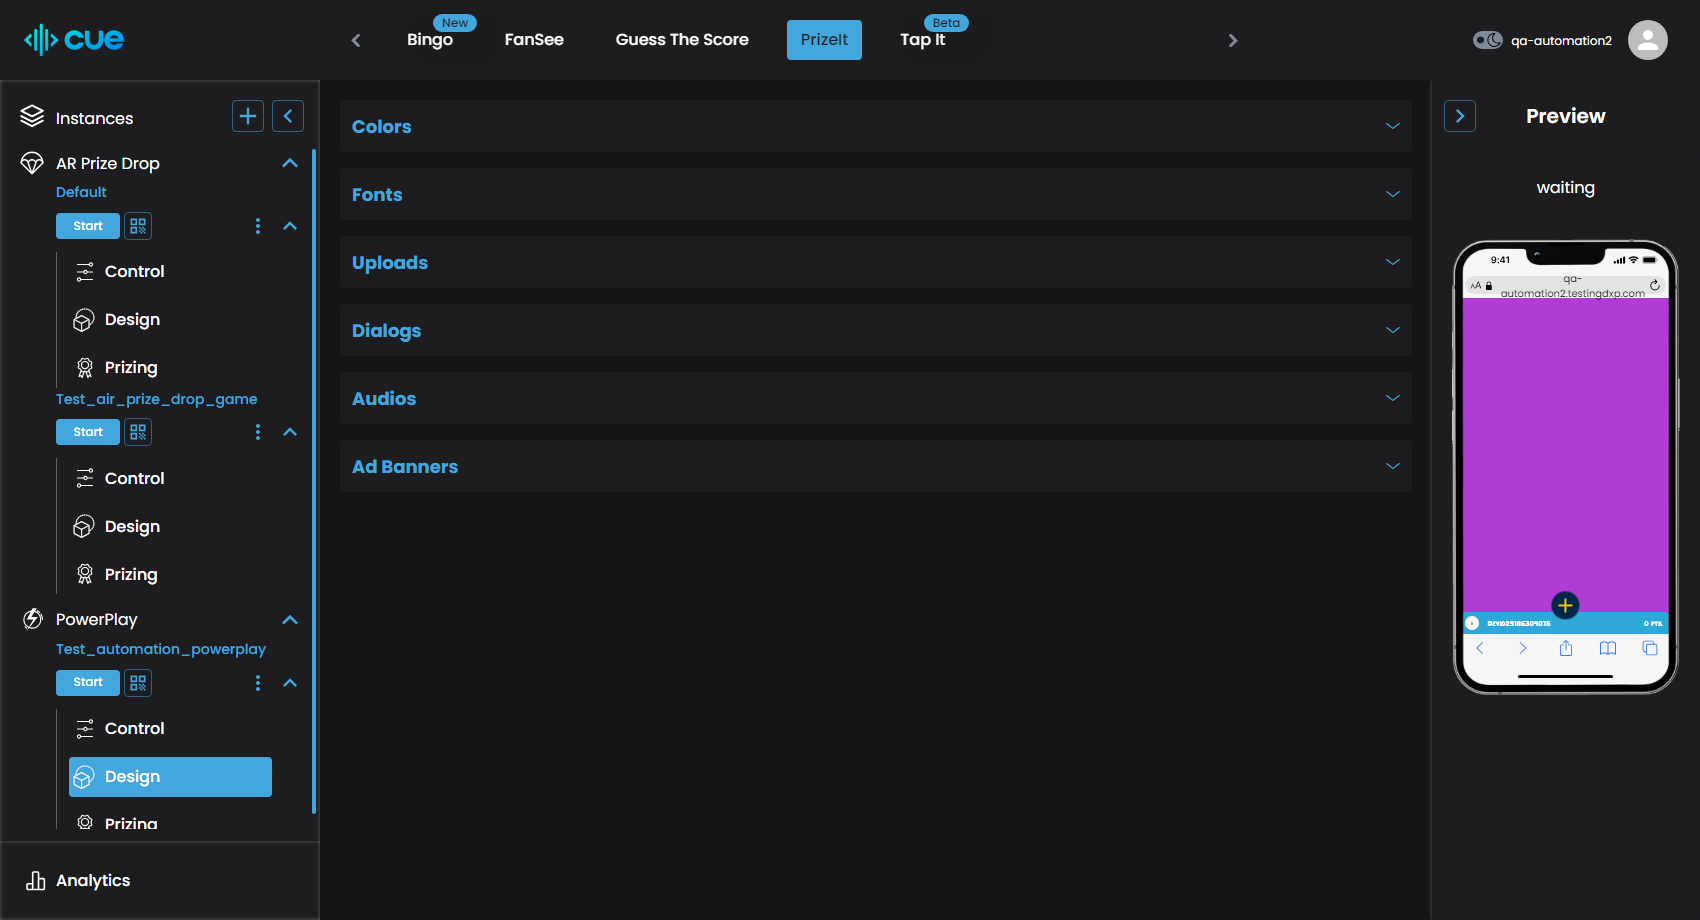 cue
Bingo
New
FanSee
Guess The Score
PrizeIt
Tap It
Beta
qa-automation2
Instances
AR Prize Drop
Default
Start
Control
Design
Prizing
Test_air_prize_drop_game
Start
Control
Design
Prizing
PowerPlay
Test_automation_powerplay
Start
Control
Design
Prizing
Analytics
Colors
Fonts
Uploads
Dialogs
Audios
Ad Banners
Preview
waiting
9:41
AA
qa-
automation2.testingdxp.com
0 PTS.